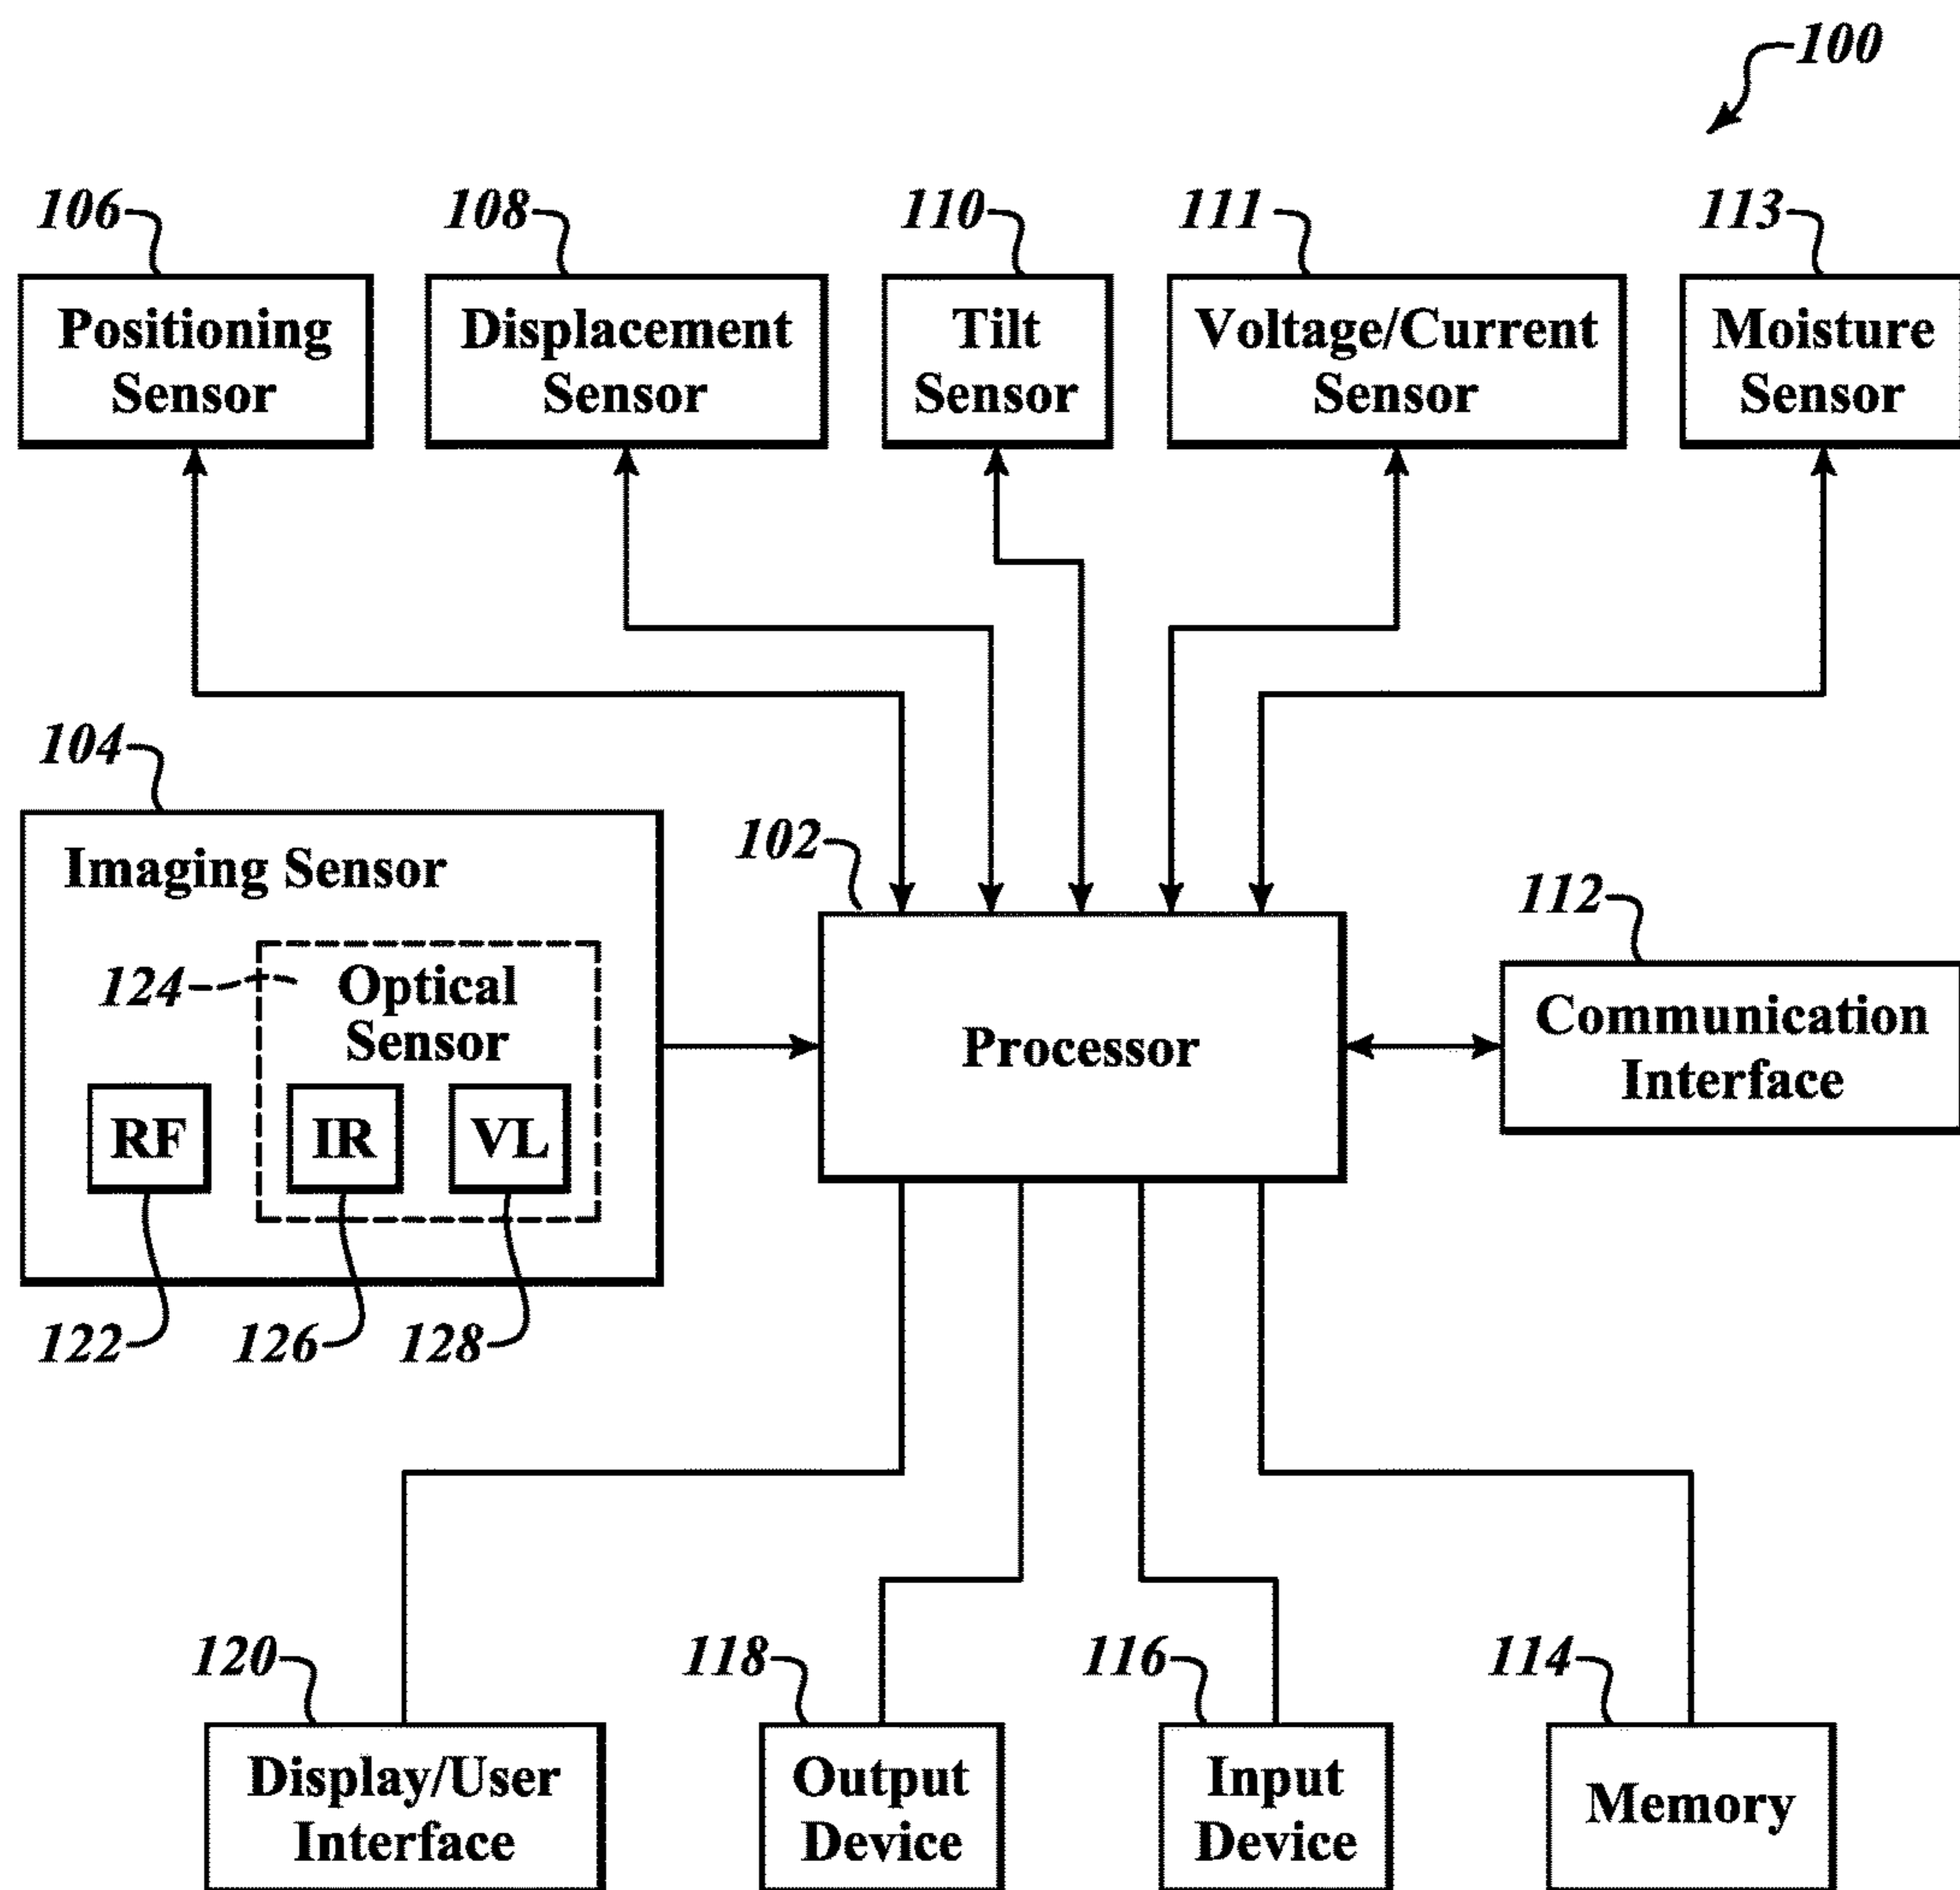 100
106
108
110
111
113
Positioning
Sensor
Displacement
Sensor
Tilt
Sensor
Voltage/Current
Sensor
Moisture
Sensor
104
Imaging Sensor
102
112
124
Optical
Sensor
Processor
Communication
Interface
RF
IR
VL
122
126
128
120
118
116
114
Display/User
Interface
Output
Device
Input
Device
Memory